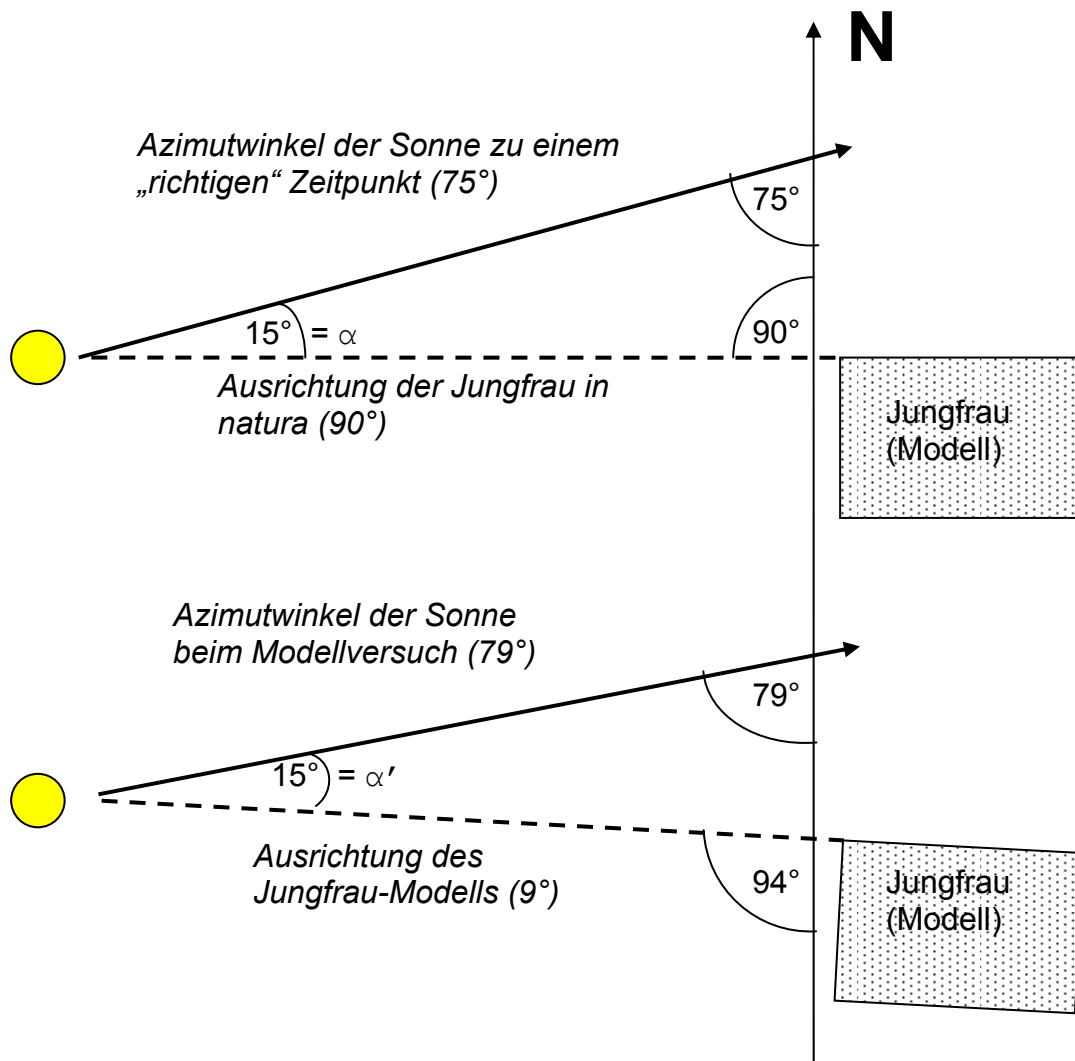 N
Azimutwinkel der Sonne zu einem
„richtigen“ Zeitpunkt (75°)
75°
15° = α
90°
Ausrichtung der Jungfrau in
natura (90°)
Jungfrau
(Modell)
Azimutwinkel der Sonne
beim Modellversuch (79°)
79°
15° = α′
Ausrichtung des
Jungfrau-Modells (9°)
94°
Jungfrau
(Modell)